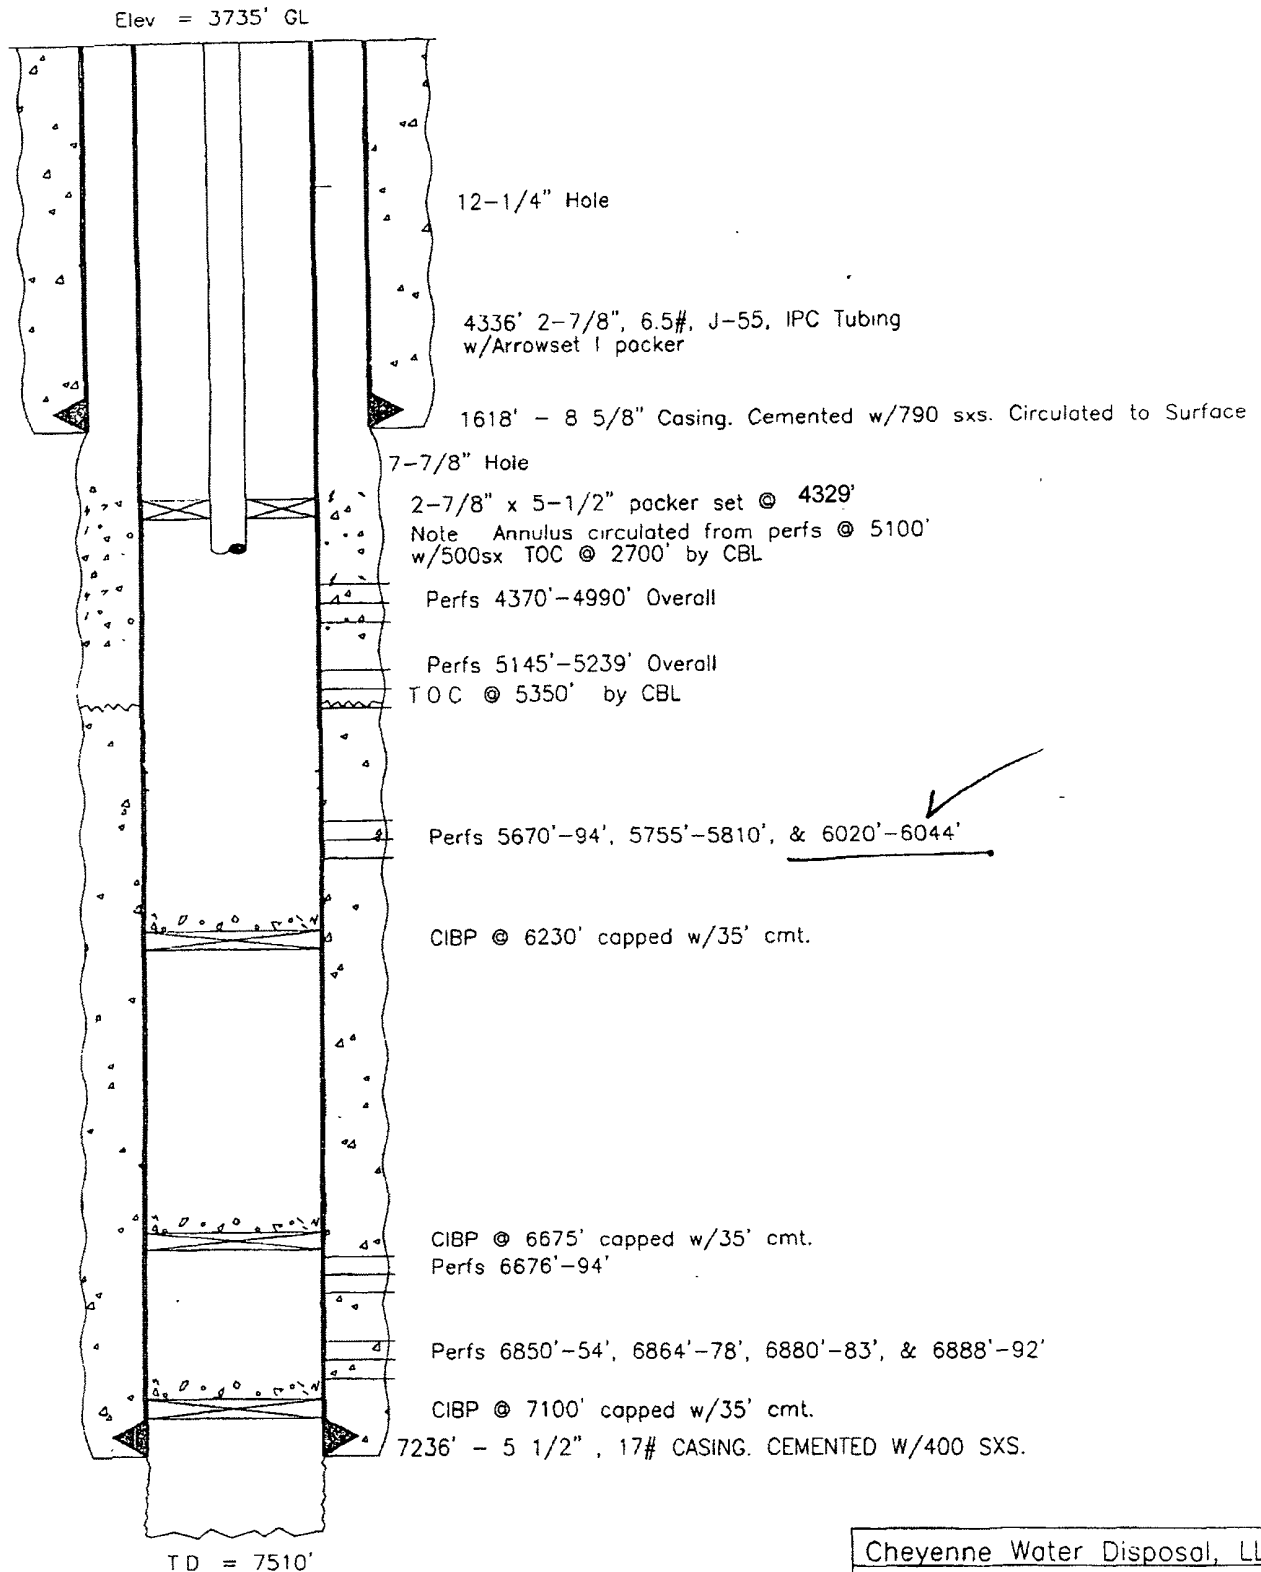 Elev = 3735' GL
12-1/4" Hole
4336' 2-7/8", 6.5#, J-55, IPC Tubing
w/Arrowset I packer
1618' - 8 5/8" Casing. Cemented w/790 sxs. Circulated to Surface
7-7/8" Hole
2-7/8" x 5-1/2" packer set @ 4329'
Note Annulus circulated from perfs @ 5100'
w/500sx TOC @ 2700' by CBL
Perfs 4370'-4990' Overall
Perfs 5145'-5239' Overall
TOC @ 5350' by CBL
Perfs 5670'-94', 5755'-5810', & 6020'-6044'
CIBP @ 6230' capped w/35' cmt.
CIBP @ 6675' capped w/35' cmt.
Perfs 6676'-94'
Perfs 6850'-54', 6864'-78', 6880'-83', & 6888'-92'
CIBP @ 7100' capped w/35' cmt.
7236' - 5 1/2" , 17# CASING. CEMENTED W/400 SXS.
TD = 7510'
Cheyenne Water Disposal, LL